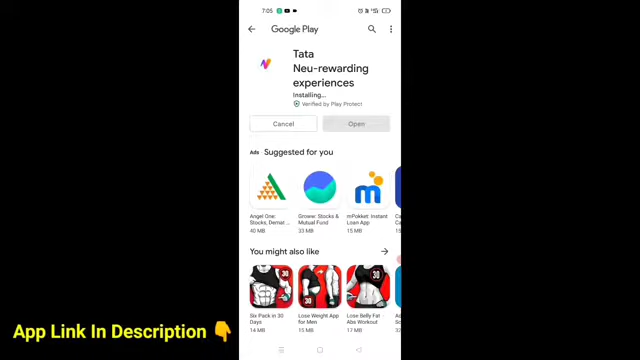 7:05
Google Play
Tata
Neu-rewarding
experiences
Installing...
Verified by Play Protect
Cancel
Open
Ads Suggested for you
Angel One:
Stocks, Demat ...
40 MB
Groww: Stocks &
Mutual Fund
33 MB
mPokket: Instant
Loan App
15 MB
You might also like
30
Six Pack in 30
Days
14 MB
30
Lose Weight App
for Men
15 MB
30
Lose Belly Fat -
Abs Workout
17 MB
App Link In Description 👇